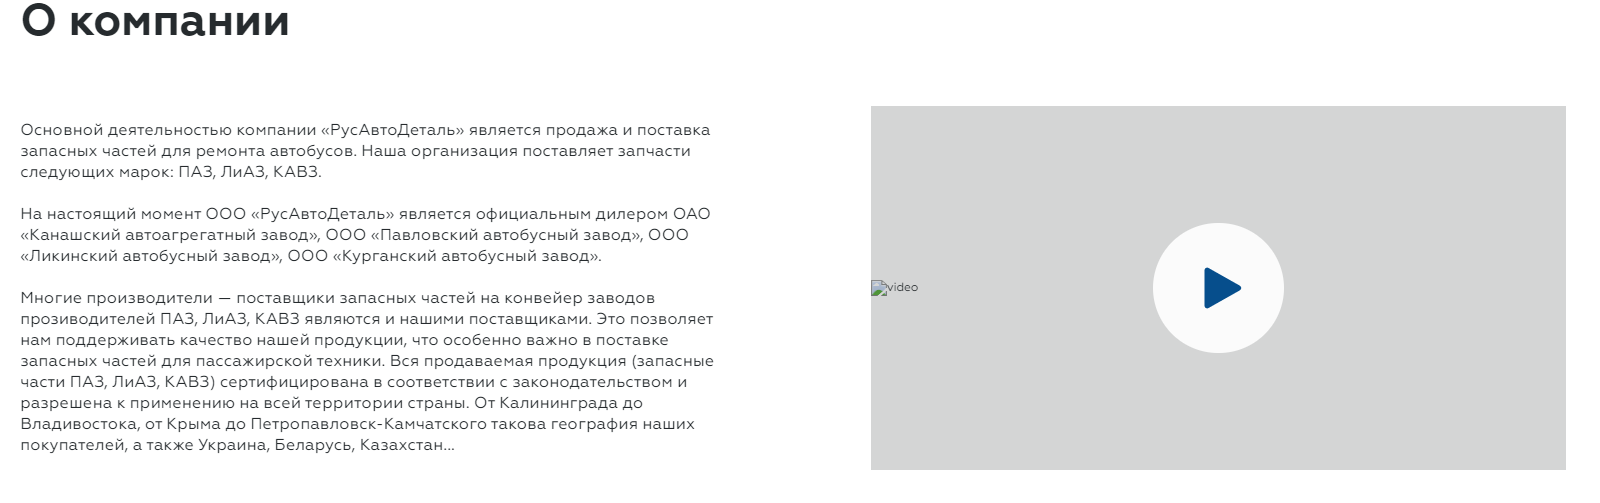 О компании
Основной деятельностью компании «РусАвтоДеталь» является продажа и поставка
запасных частей для ремонта автобусов. Наша организация поставляет запчасти
следующих марок: ПАЗ, ЛиАЗ, КАВЗ.
На настоящий момент ООО «РусАвтоДеталь» является официальным дилером ОАО
«Канашский автоагрегатный завод», ООО «Павловский автобусный завод», ООО
«Ликинский автобусный завод», ООО «Курганский автобусный завод».
Многие производители — поставщики запасных частей на конвейер заводов
прозиводителей ПАЗ, ЛиАЗ, КАВЗ являются и нашими поставщиками. Это позволяет
нам поддерживать качество нашей продукции, что особенно важно в поставке
запасных частей для пассажирской техники. Вся продаваемая продукция (запасные
части ПАЗ, ЛиАЗ, КАВЗ) сертифицирована в соответствии с законодательством и
разрешена к применению на всей территории страны. От Калининграда до
Владивостока, от Крыма до Петропавловск-Камчатского такова география наших
покупателей, а также Украина, Беларусь, Казахстан...
video